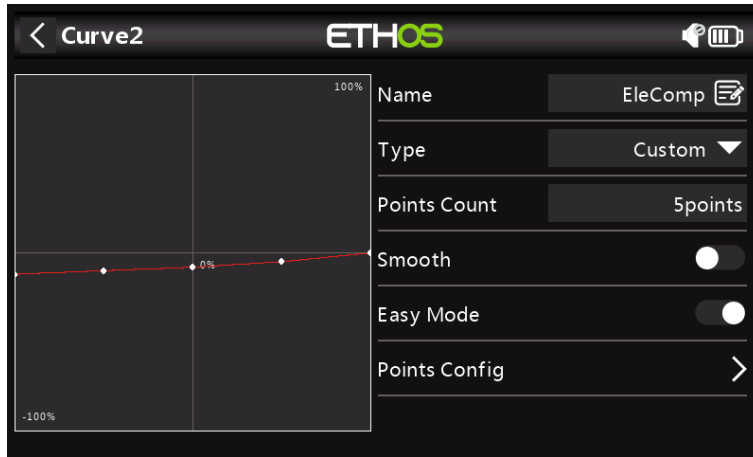 Curve2
ETHOS
100%
0%
-100%
Name
EleComp
Type
Custom
Points Count
5points
Smooth
Easy Mode
Points Config